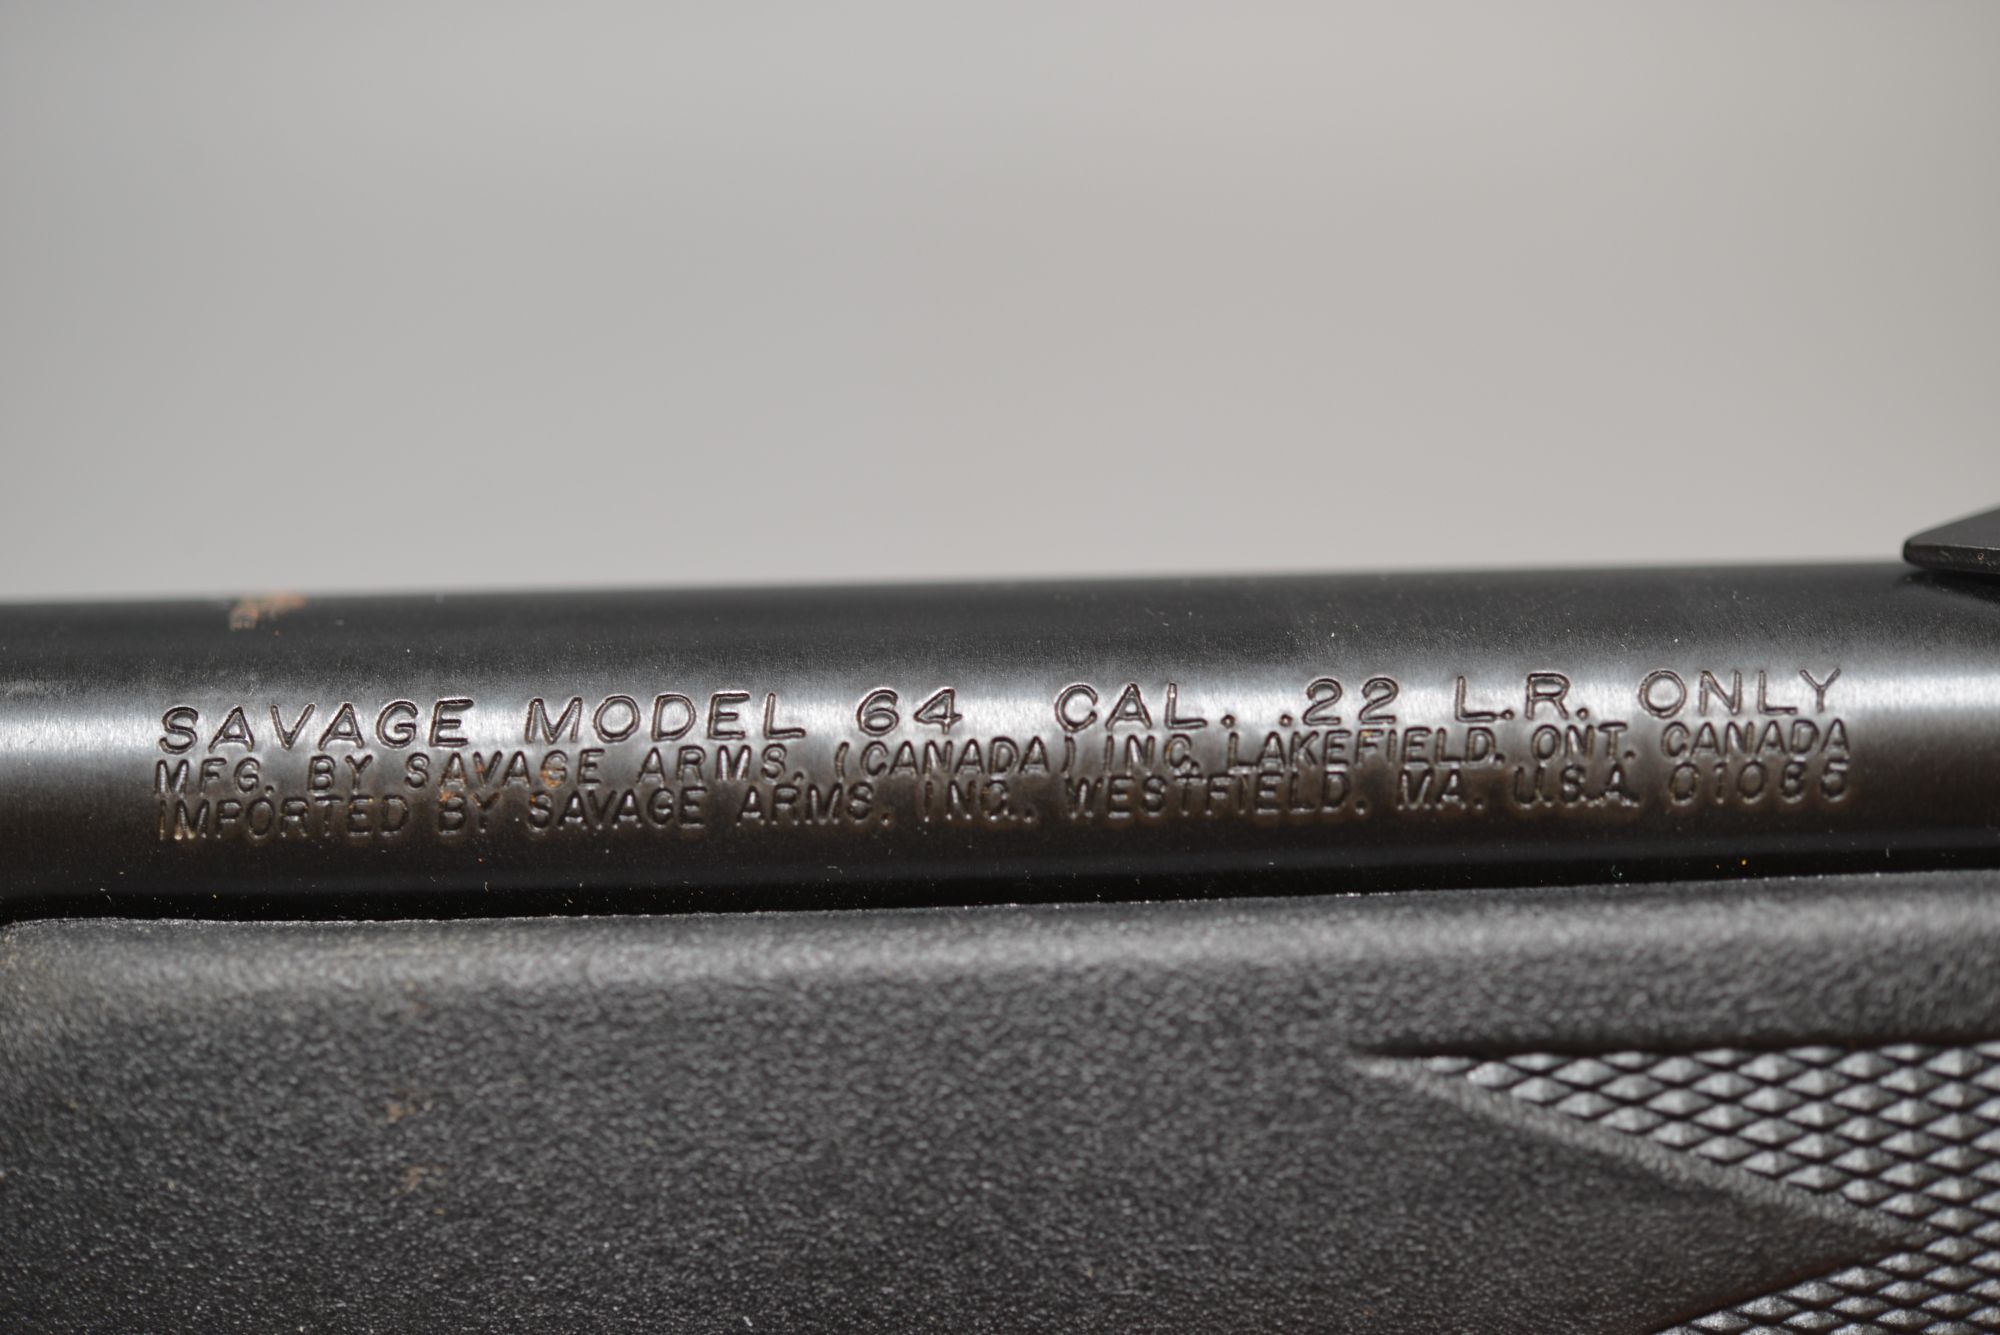 SAVAGE MODEL 64 CAL. .22 L.R. ONLY
MFG. BY SAVAGE ARMS, (CANADA) INC. LAKEFIELD, ONT. CANADA
IMPORTED BY SAVAGE ARMS, INC., WESTFIELD, MA. U.S.A. 01085